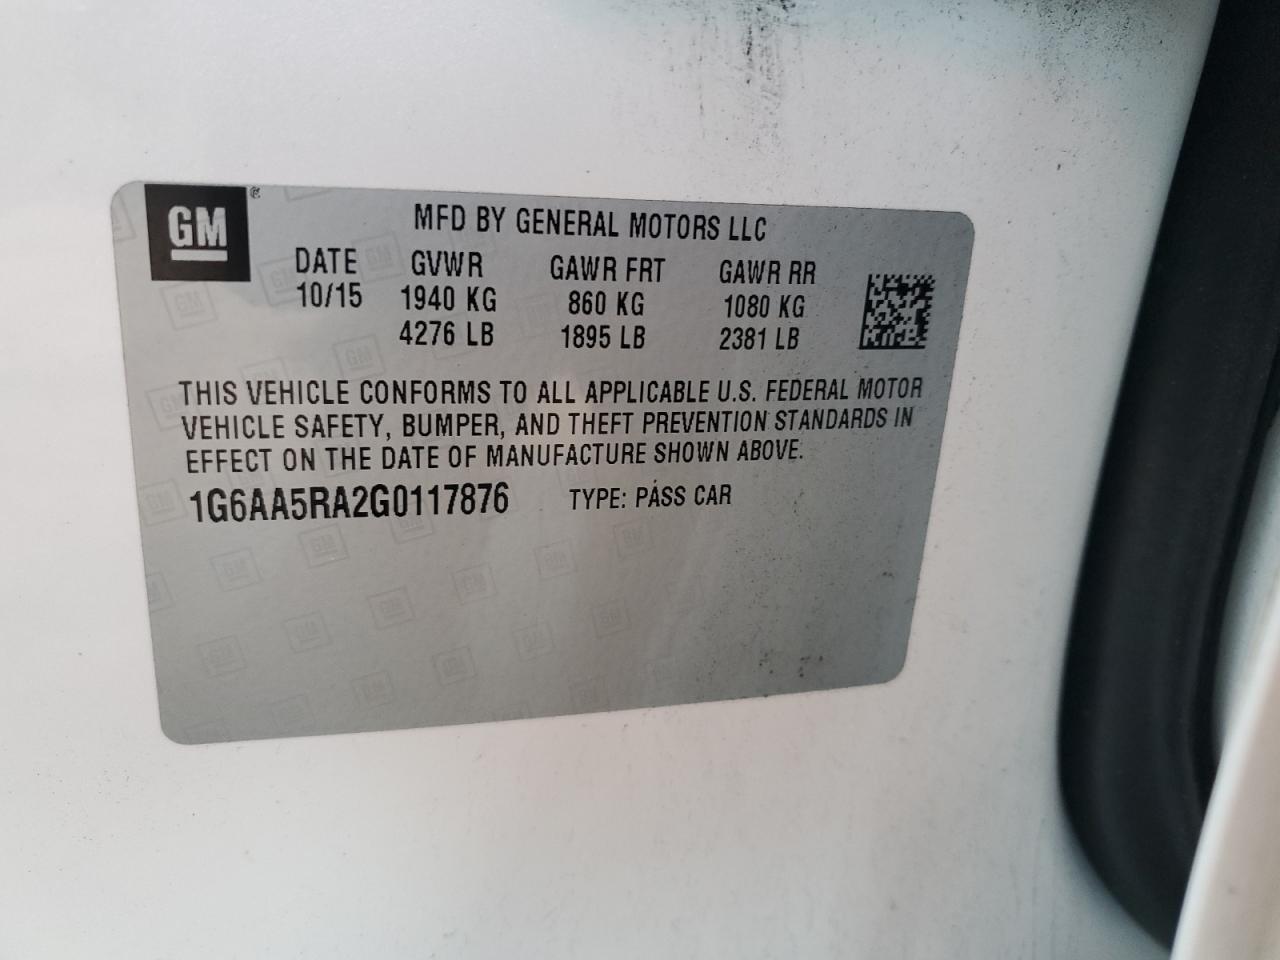 GM ®
MFD BY GENERAL MOTORS LLC
DATE GVWR GAWR FRT GAWR RR
10/15 1940 KG 860 KG 1080 KG
4276 LB 1895 LB 2381 LB
THIS VEHICLE CONFORMS TO ALL APPLICABLE U.S. FEDERAL MOTOR
VEHICLE SAFETY, BUMPER, AND THEFT PREVENTION STANDARDS IN
EFFECT ON THE DATE OF MANUFACTURE SHOWN ABOVE.
1G6AA5RA2G0117876 TYPE: PASS CAR